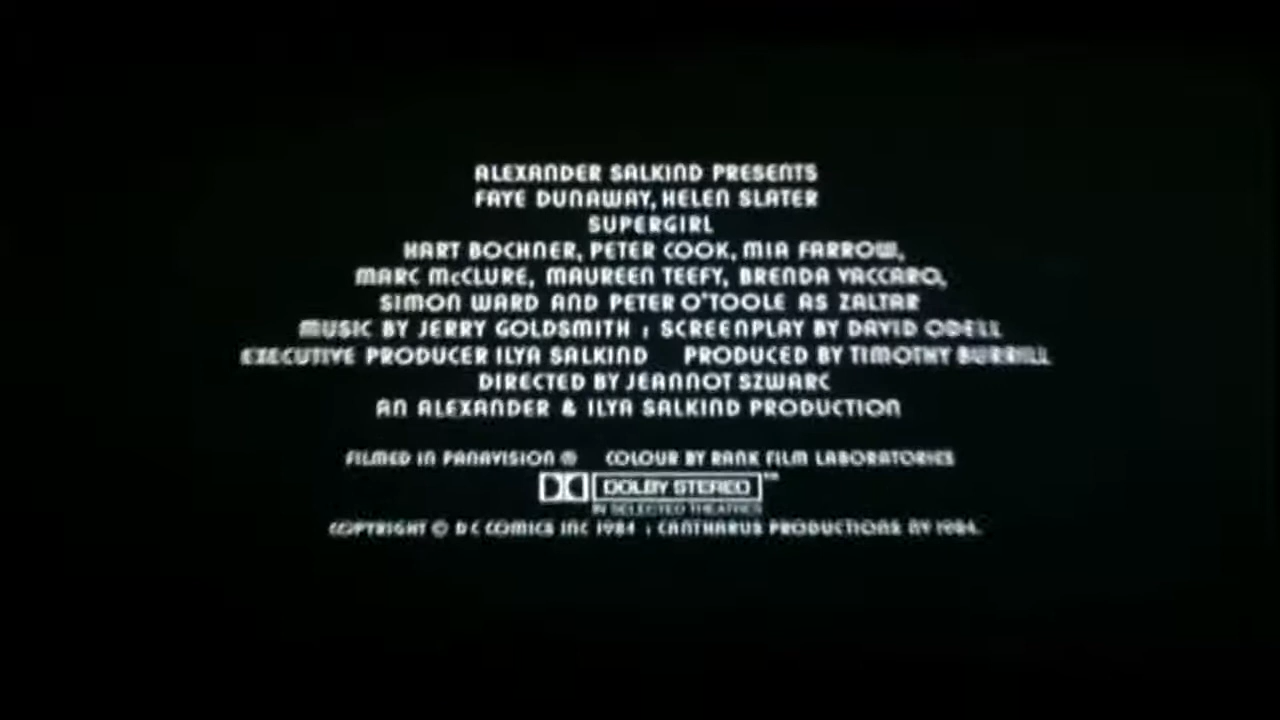 ALEXANDER SALKIND PRESENTS
FAYE DUNAWAY, HELEN SLATER
SUPERGIRL
HART BOCHNER, PETER COOK, MIA FARROW,
MARC McCLURE, MAUREEN TEEFY, BRENDA VACCARO,
SIMON WARD AND PETER O'TOOLE AS ZALTAR
MUSIC BY JERRY GOLDSMITH ; SCREENPLAY BY DAVID ODELL
EXECUTIVE PRODUCER ILYA SALKIND PRODUCED BY TIMOTHY BURRILL
DIRECTED BY JEANNOT SZWARC
AN ALEXANDER & ILYA SALKIND PRODUCTION
FILMED IN PANAVISION ® COLOUR BY RANK FILM LABORATORIES
DOLBY STEREO ™
IN SELECTED THEATRES
COPYRIGHT © D C COMICS INC 1984 ; CANTHARUS PRODUCTIONS NV 1984.